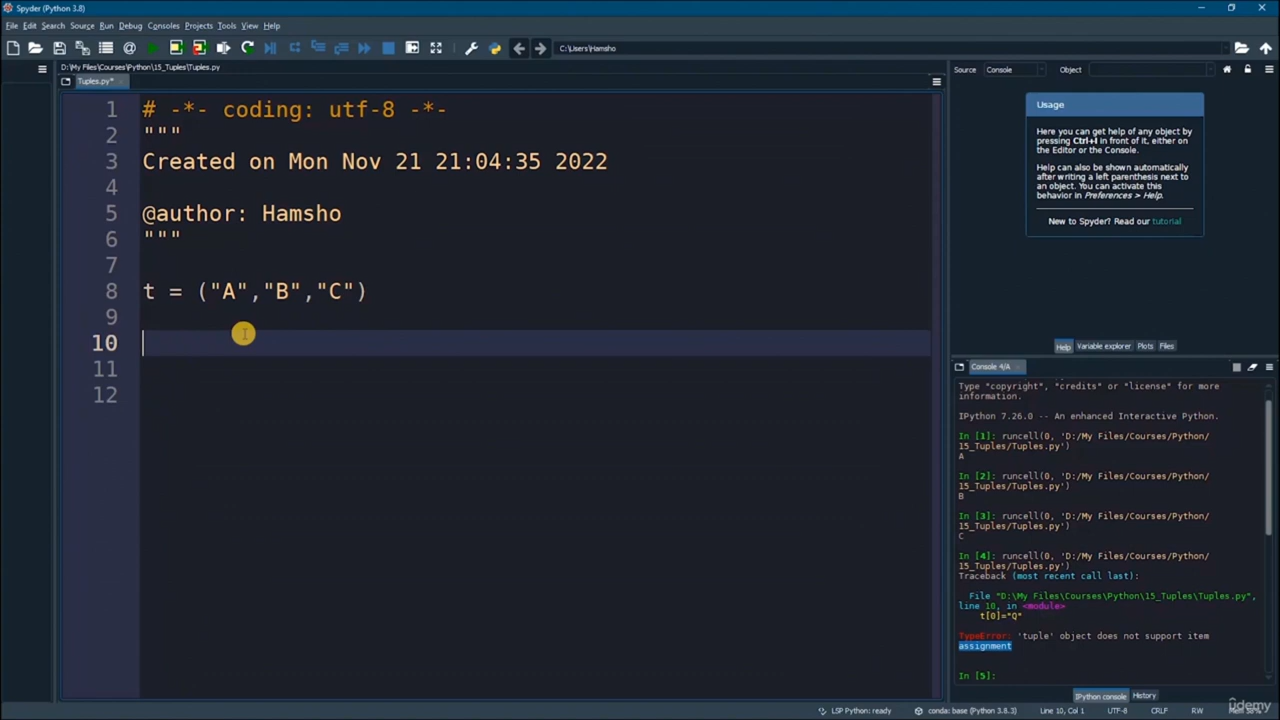 Spyder (Python 3.8)
File Edit Search Source Run Debug Consoles Projects Tools View Help
C:\Users\Hamsho
D:\My Files\Courses\Python\15_Tuples\Tuples.py
Source Console Object
Tuples.py*
1 # -*- coding: utf-8 -*-
2 """
3 Created on Mon Nov 21 21:04:35 2022
4
5 @author: Hamsho
6 """
7
8 t = ("A","B","C")
9
10
11
12
Usage
Here you can get help of any object by
pressing Ctrl+I in front of it, either on
the Editor or the Console.
Help can also be shown automatically
after writing a left parenthesis next to
an object. You can activate this
behavior in Preferences > Help.
New to Spyder? Read our tutorial
Help Variable explorer Plots Files
Console 4/A
Type "copyright", "credits" or "license" for more
information.
IPython 7.26.0 -- An enhanced Interactive Python.
In [1]: runcell(0, 'D:/My Files/Courses/Python/
15_Tuples/Tuples.py')
A
In [2]: runcell(0, 'D:/My Files/Courses/Python/
15_Tuples/Tuples.py')
B
In [3]: runcell(0, 'D:/My Files/Courses/Python/
15_Tuples/Tuples.py')
C
In [4]: runcell(0, 'D:/My Files/Courses/Python/
15_Tuples/Tuples.py')
Traceback (most recent call last):
File "D:\My Files\Courses\Python\15_Tuples\Tuples.py",
line 10, in <module>
t[0]="Q"
TypeError: 'tuple' object does not support item
assignment
In [5]:
IPython console History
LSP Python: ready conda: base (Python 3.8.3) Line 10, Col 1 UTF-8 CRLF RW
udemy